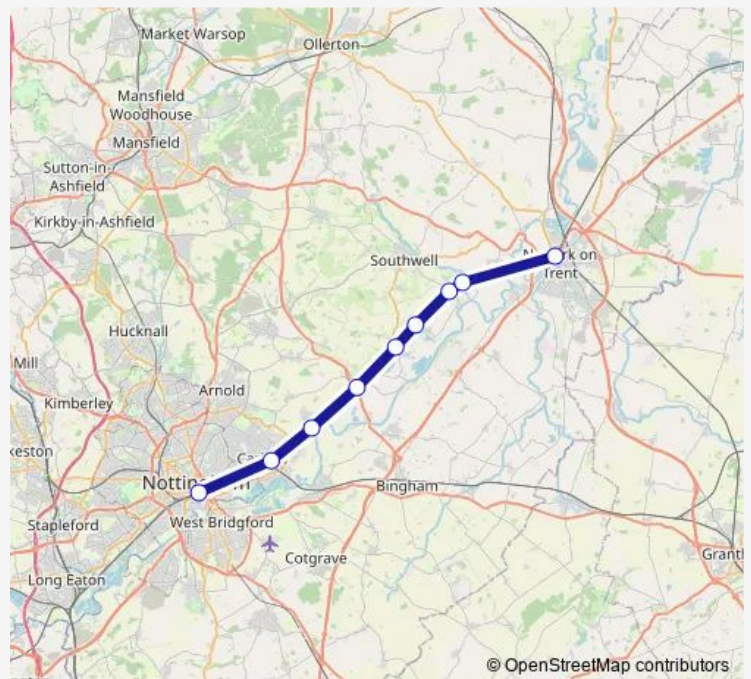 Market Warsop
Ollerton
Mansfield
Woodhouse
Mansfield
Sutton-in-
Ashfield
Kirkby-in-Ashfield
Southwell
Trent
Hucknall
Mill
Arnold
Kimberley
keston
Bingham
Stapleford
West Bridgford
Cotgrave
Long Eaton
© OpenStreetMap contributors